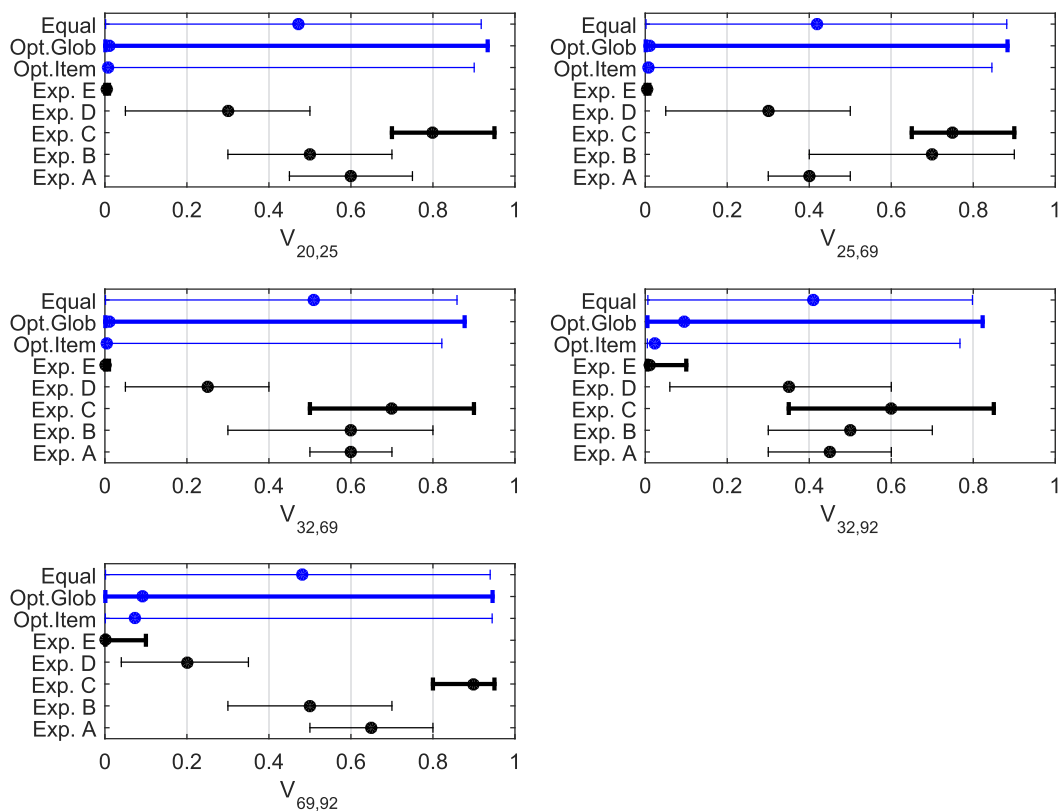 Equal
Opt.Glob
Opt.Item
Exp. E
Exp. D
Exp. C
Exp. B
Exp. A
0 0.2 0.4 0.6 0.8 1
V20,25
Equal
Opt.Glob
Opt.Item
Exp. E
Exp. D
Exp. C
Exp. B
Exp. A
0 0.2 0.4 0.6 0.8 1
V25,69
Equal
Opt.Glob
Opt.Item
Exp. E
Exp. D
Exp. C
Exp. B
Exp. A
0 0.2 0.4 0.6 0.8 1
V32,69
Equal
Opt.Glob
Opt.Item
Exp. E
Exp. D
Exp. C
Exp. B
Exp. A
0 0.2 0.4 0.6 0.8 1
V32,92
Equal
Opt.Glob
Opt.Item
Exp. E
Exp. D
Exp. C
Exp. B
Exp. A
0 0.2 0.4 0.6 0.8 1
V69,92